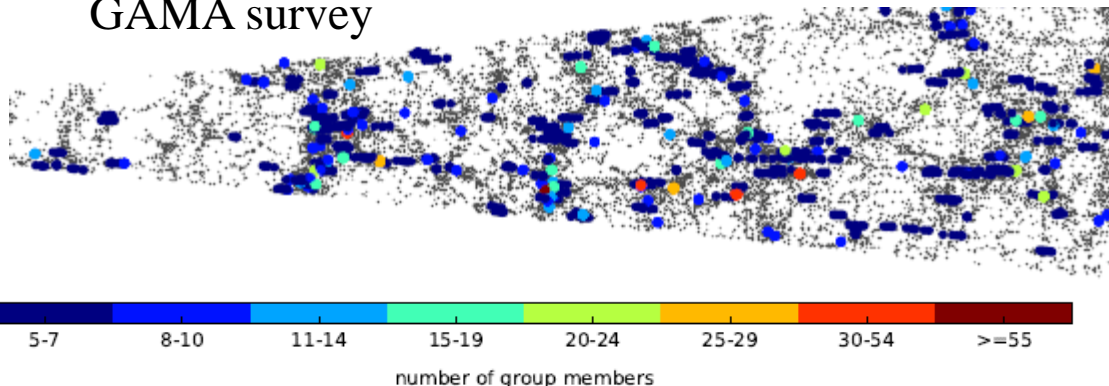 GAMA survey
5-7 8-10 11-14 15-19 20-24 25-29 30-54 >=55
number of group members